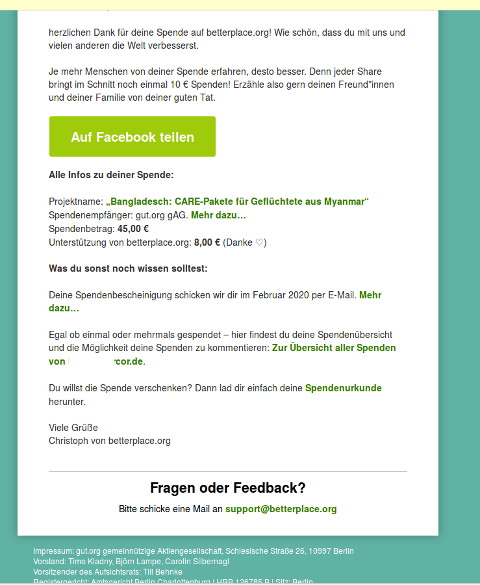 herzlichen Dank für deine Spende auf betterplace.org! Wie schön, dass du mit uns und
vielen anderen die Welt verbesserst.
Je mehr Menschen von deiner Spende erfahren, desto besser. Denn jeder Share
bringt im Schnitt noch einmal 10 € Spenden! Erzähle also gern deinen Freund*innen
und deiner Familie von deiner guten Tat.
Auf Facebook teilen
Alle Infos zu deiner Spende:
Projektname: „Bangladesch: CARE-Pakete für Geflüchtete aus Myanmar“
Spendenempfänger: gut.org gAG. Mehr dazu…
Spendenbetrag: 45,00 €
Unterstützung von betterplace.org: 8,00 € (Danke ♡)
Was du sonst noch wissen solltest:
Deine Spendenbescheinigung schicken wir dir im Februar 2020 per E-Mail. Mehr
dazu…
Egal ob einmal oder mehrmals gespendet – hier findest du deine Spendenübersicht
und die Möglichkeit deine Spenden zu kommentieren: Zur Übersicht aller Spenden
von rcor.de.
Du willst die Spende verschenken? Dann lad dir einfach deine Spendenurkunde
herunter.
Viele Grüße
Christoph von betterplace.org
Fragen oder Feedback?
Bitte schicke eine Mail an support@betterplace.org
Impressum: gut.org gemeinnützige Aktiengesellschaft, Schlesische Straße 26, 10997 Berlin
Vorstand: Timo Kladny, Björn Lampe, Carolin Silbernagl
Vorsitzender des Aufsichtsrats: Till Behnke
Registergericht: Amtsgericht Berlin Charlottenburg | HRB 126785 B | Sitz: Berlin